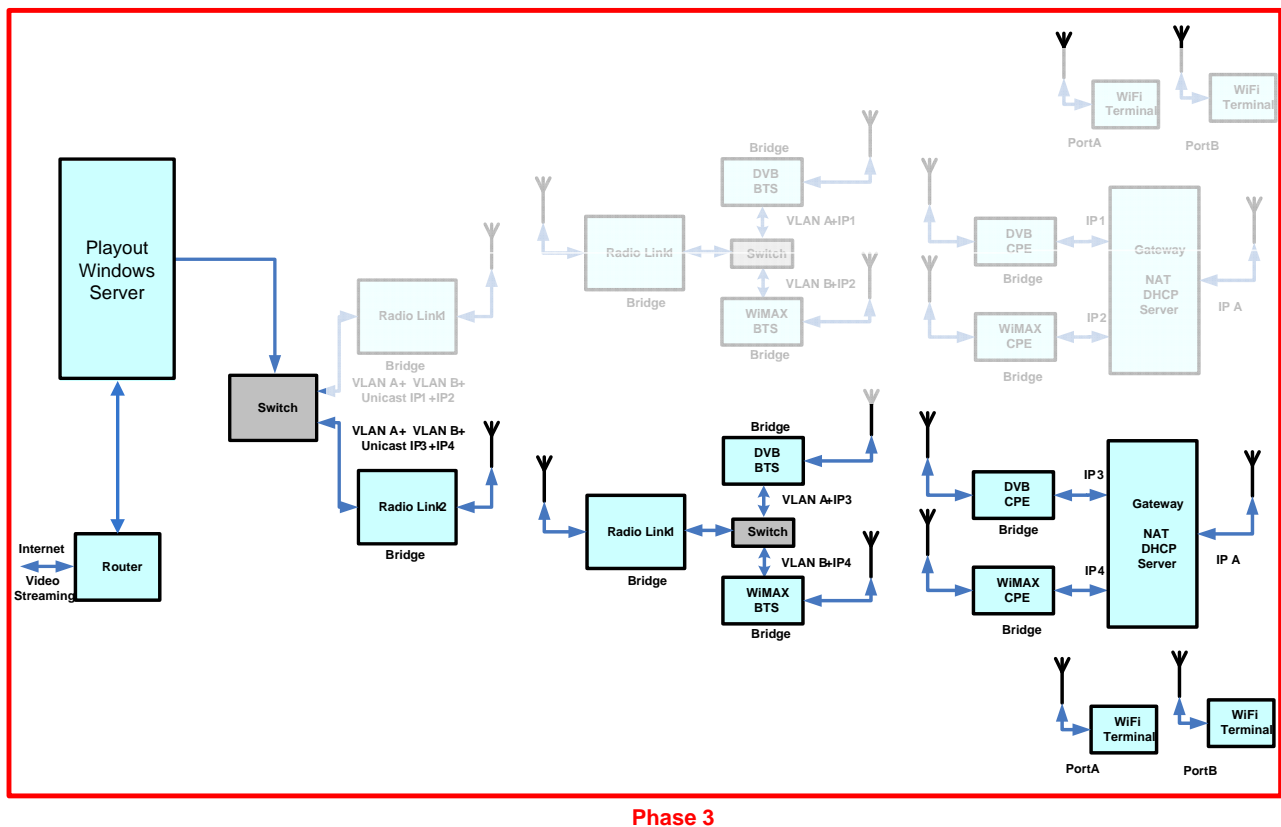 WiFi
Terminal
PortA
WiFi
Terminal
PortB
Playout
Windows
Server
Radio Link1
Bridge
VLAN A+ VLAN B+
Unicast IP1+IP2
Radio Link1
Bridge
Bridge
DVB
BTS
VLAN A+IP1
Switch
VLAN B+IP2
WiMAX
BTS
Bridge
DVB
CPE
IP1
WiMAX
CPE
IP2
Bridge
Gateway
NAT
DHCP
Server
IP A
Switch
VLAN A+ VLAN B+
Unicast IP3+IP4
Radio Link2
Bridge
Internet
Video
Streaming
Router
Radio Link1
Bridge
Bridge
DVB
BTS
VLAN A+IP3
Switch
VLAN B+IP4
WiMAX
BTS
Bridge
DVB
CPE
IP3
Bridge
WiMAX
CPE
IP4
Bridge
Gateway
NAT
DHCP
Server
IP A
WiFi
Terminal
PortA
WiFi
Terminal
PortB
Phase 3